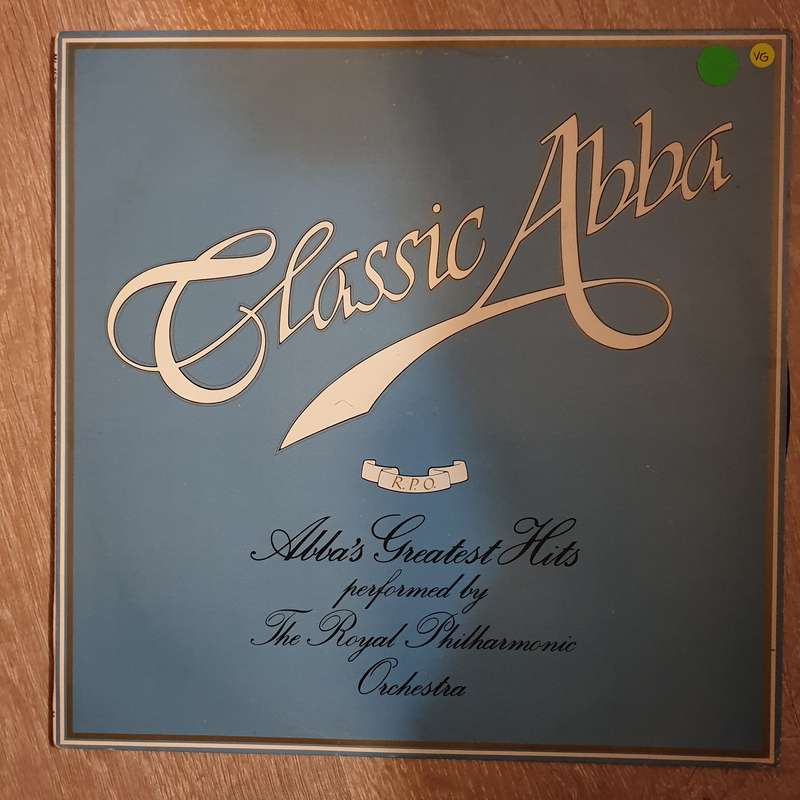 VG
Classic Abba
R.P.O.
Abba's Greatest Hits
performed by
The Royal Philharmonic
Orchestra